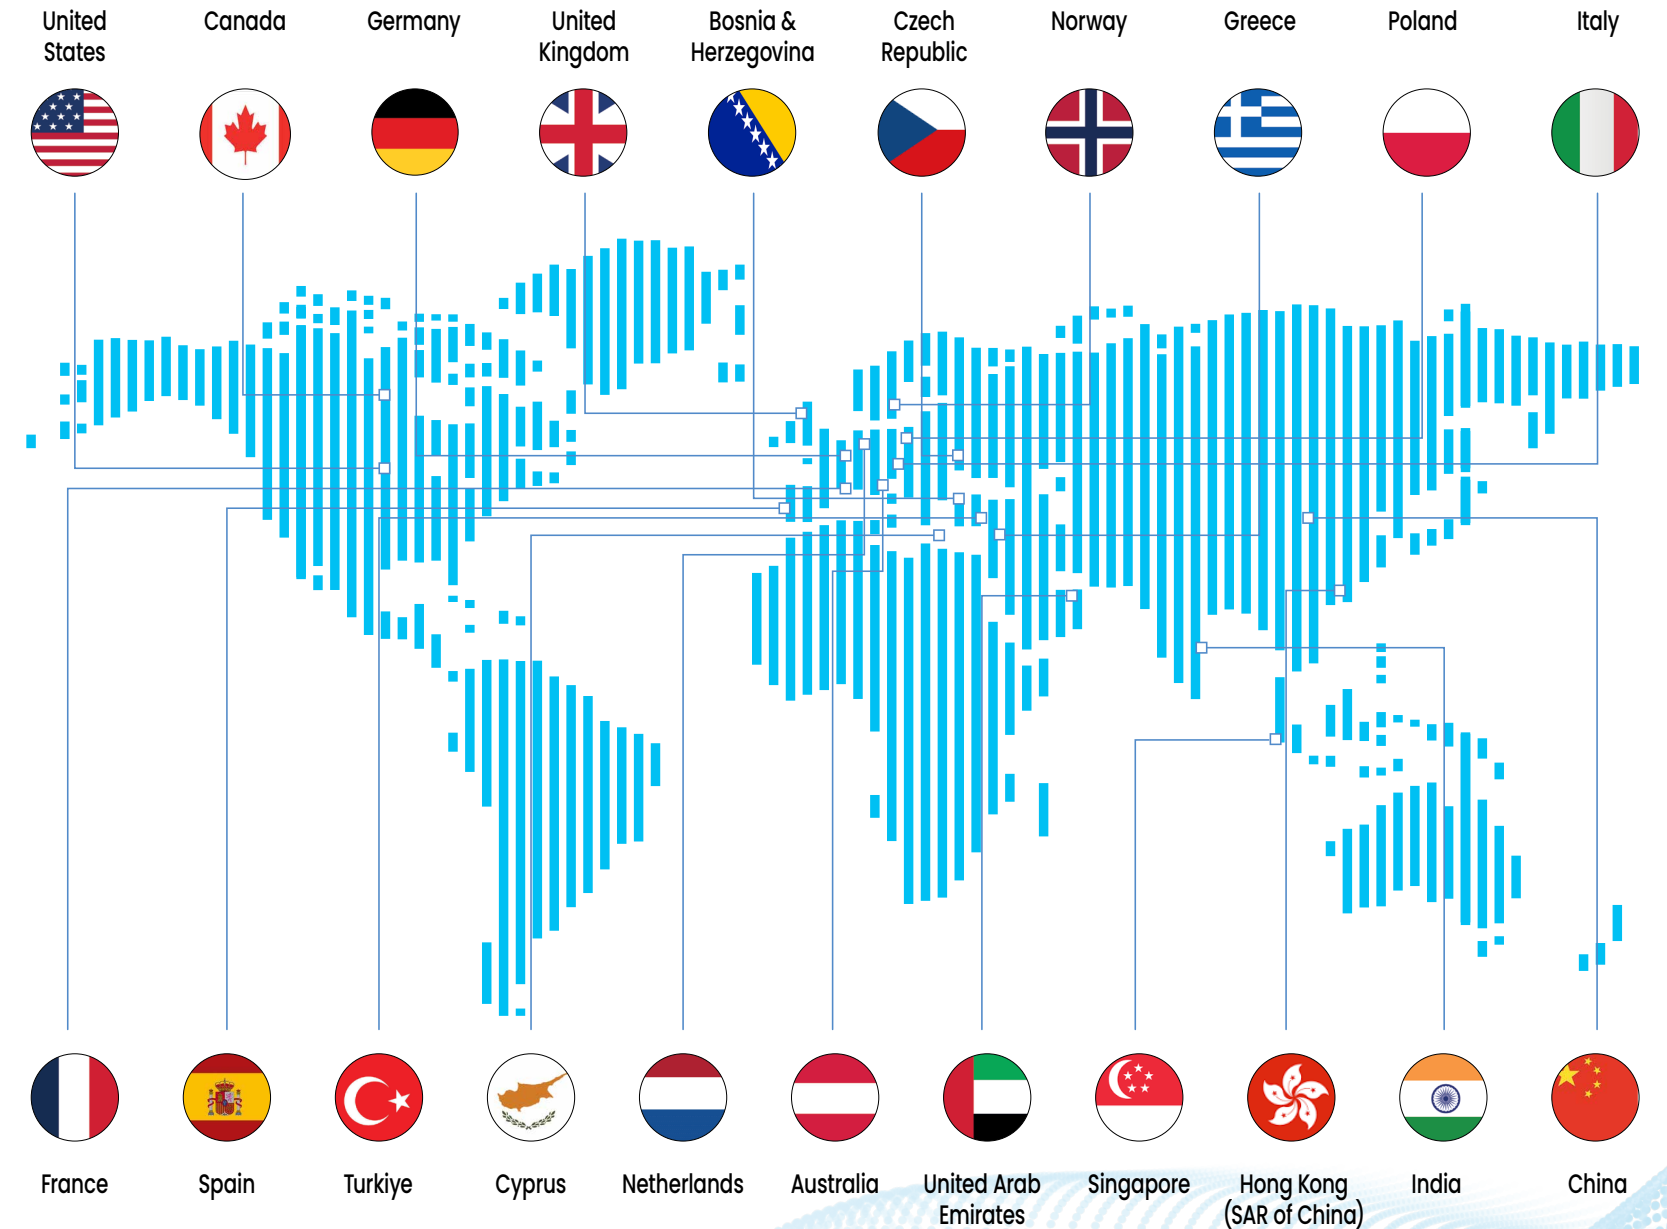 United
States
Canada
Germany
United
Kingdom
Bosnia &
Herzegovina
Czech
Republic
Norway
Greece
Poland
Italy
France
Spain
Turkiye
Cyprus
Netherlands
Australia
United Arab
Emirates
Singapore
Hong Kong
(SAR of China)
India
China